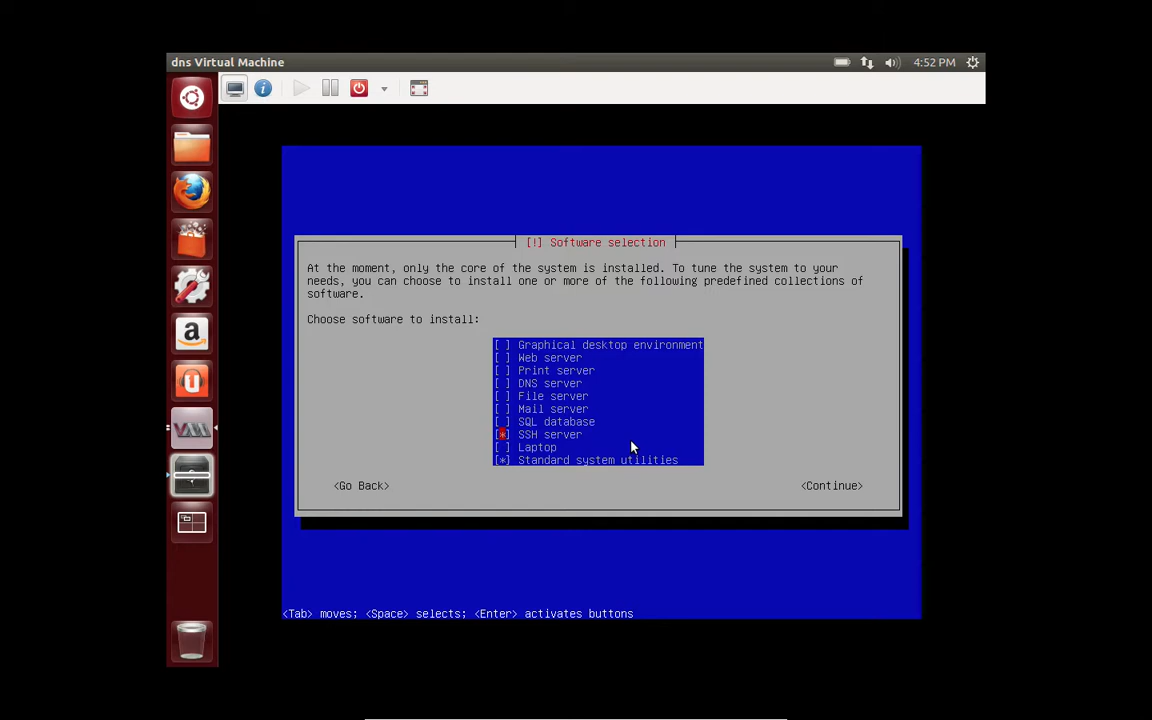 dns Virtual Machine
4:52 PM
[!] Software selection
At the moment, only the core of the system is installed. To tune the system to your
needs, you can choose to install one or more of the following predefined collections of
software.
Choose software to install:
[ ] Graphical desktop environment
[ ] Web server
[ ] Print server
[ ] DNS server
[ ] File server
[ ] Mail server
[ ] SQL database
[*] SSH server
[ ] Laptop
[*] Standard system utilities
<Go Back>
<Continue>
<Tab> moves; <Space> selects; <Enter> activates buttons